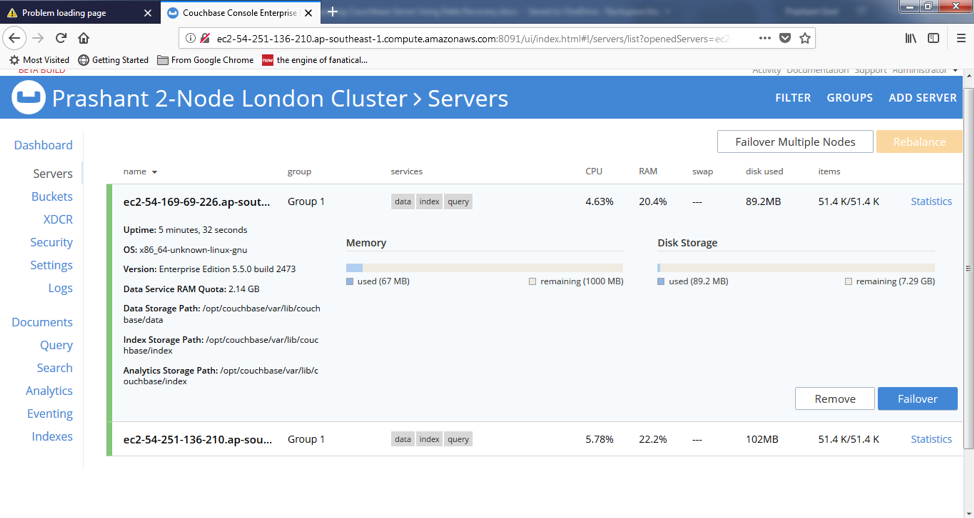 Problem loading page
Couchbase Console Enterprise
ec2-54-251-136-210.ap-southeast-1.compute.amazonaws.com:8091/ui/index.html#!/servers/list?openedServers=ec2
Most Visited Getting Started From Google Chrome now the engine of fanatical...
BETA BUILD Activity Documentation Support Administrator
Prashant 2-Node London Cluster > Servers FILTER GROUPS ADD SERVER
Failover Multiple Nodes Rebalance
Dashboard
Servers
Buckets
XDCR
Security
Settings
Logs
Documents
Query
Search
Analytics
Eventing
Indexes
name group services CPU RAM swap disk used items
ec2-54-169-69-226.ap-sout... Group 1 data index query 4.63% 20.4% --- 89.2MB 51.4 K/51.4 K Statistics
Uptime: 5 minutes, 32 seconds
OS: x86_64-unknown-linux-gnu
Version: Enterprise Edition 5.5.0 build 2473
Data Service RAM Quota: 2.14 GB
Data Storage Path: /opt/couchbase/var/lib/couch
base/data
Index Storage Path: /opt/couchbase/var/lib/couc
hbase/index
Analytics Storage Path: /opt/couchbase/var/lib/c
ouchbase/index
Memory
used (67 MB) remaining (1000 MB)
Disk Storage
used (89.2 MB) remaining (7.29 GB)
Remove Failover
ec2-54-251-136-210.ap-sou... Group 1 data index query 5.78% 22.2% --- 102MB 51.4 K/51.4 K Statistics